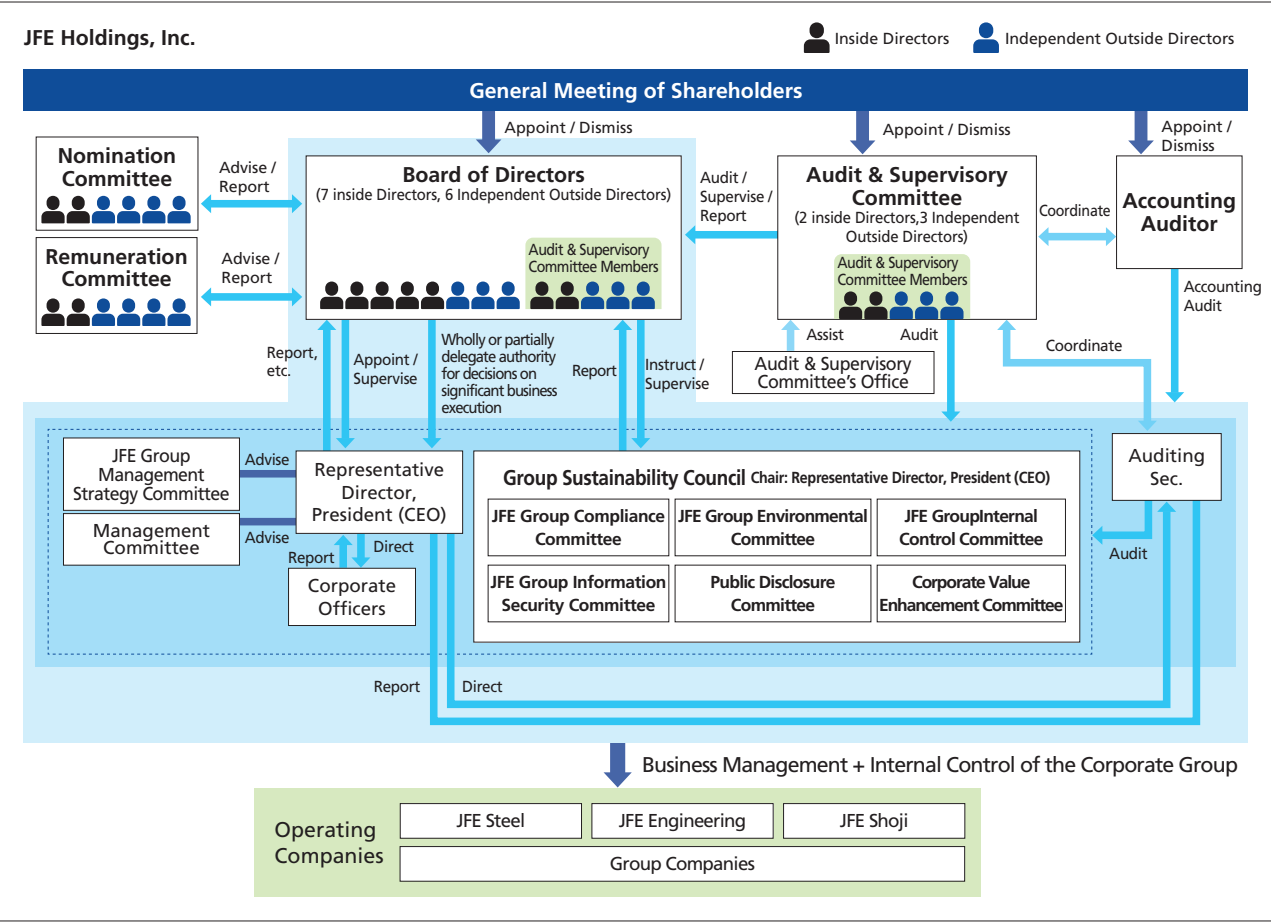 JFE Holdings, Inc.
Inside Directors
Independent Outside Directors
General Meeting of Shareholders
Appoint / Dismiss
Appoint / Dismiss
Appoint /
Dismiss
Nomination
Committee
Advise /
Report
Board of Directors
(7 inside Directors, 6 Independent Outside Directors)
Audit & Supervisory
Committee Members
Audit /
Supervise /
Report
Audit & Supervisory
Committee
(2 inside Directors,3 Independent
Outside Directors)
Audit & Supervisory
Committee Members
Coordinate
Accounting
Auditor
Remuneration
Committee
Advise /
Report
Accounting
Audit
Report,
etc.
Appoint /
Supervise
Wholly or partially
delegate authority
for decisions on
significant business
execution
Report
Instruct /
Supervise
Assist
Audit
Audit & Supervisory
Committee's Office
Coordinate
JFE Group
Management
Strategy Committee
Advise
Management
Committee
Advise
Representative
Director,
President (CEO)
Report
Direct
Corporate
Officers
Group Sustainability Council Chair: Representative Director, President (CEO)
JFE Group Compliance
Committee
JFE Group Environmental
Committee
JFE GroupInternal
Control Committee
JFE Group Information
Security Committee
Public Disclosure
Committee
Corporate Value
Enhancement Committee
Auditing
Sec.
Audit
Report
Direct
Business Management + Internal Control of the Corporate Group
Operating
Companies
JFE Steel
JFE Engineering
JFE Shoji
Group Companies